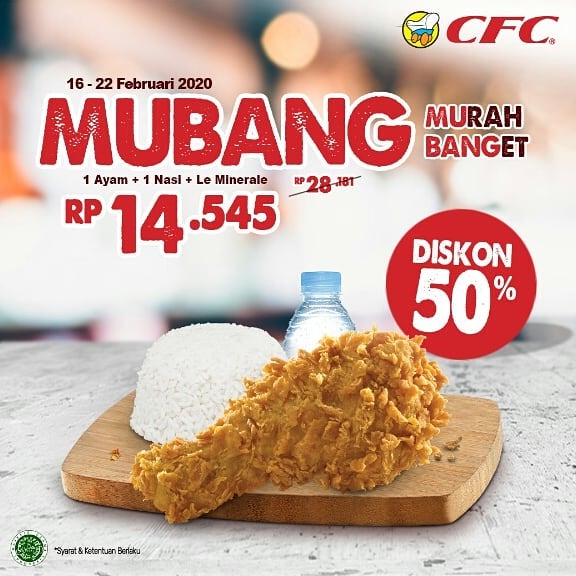 CFC®
16 - 22 Februari 2020
MUBANG
MURAH
BANGET
1 Ayam + 1 Nasi + Le Minerale
RP 28.181
RP 14.545
DISKON
50%
*Syarat & Ketentuan Berlaku